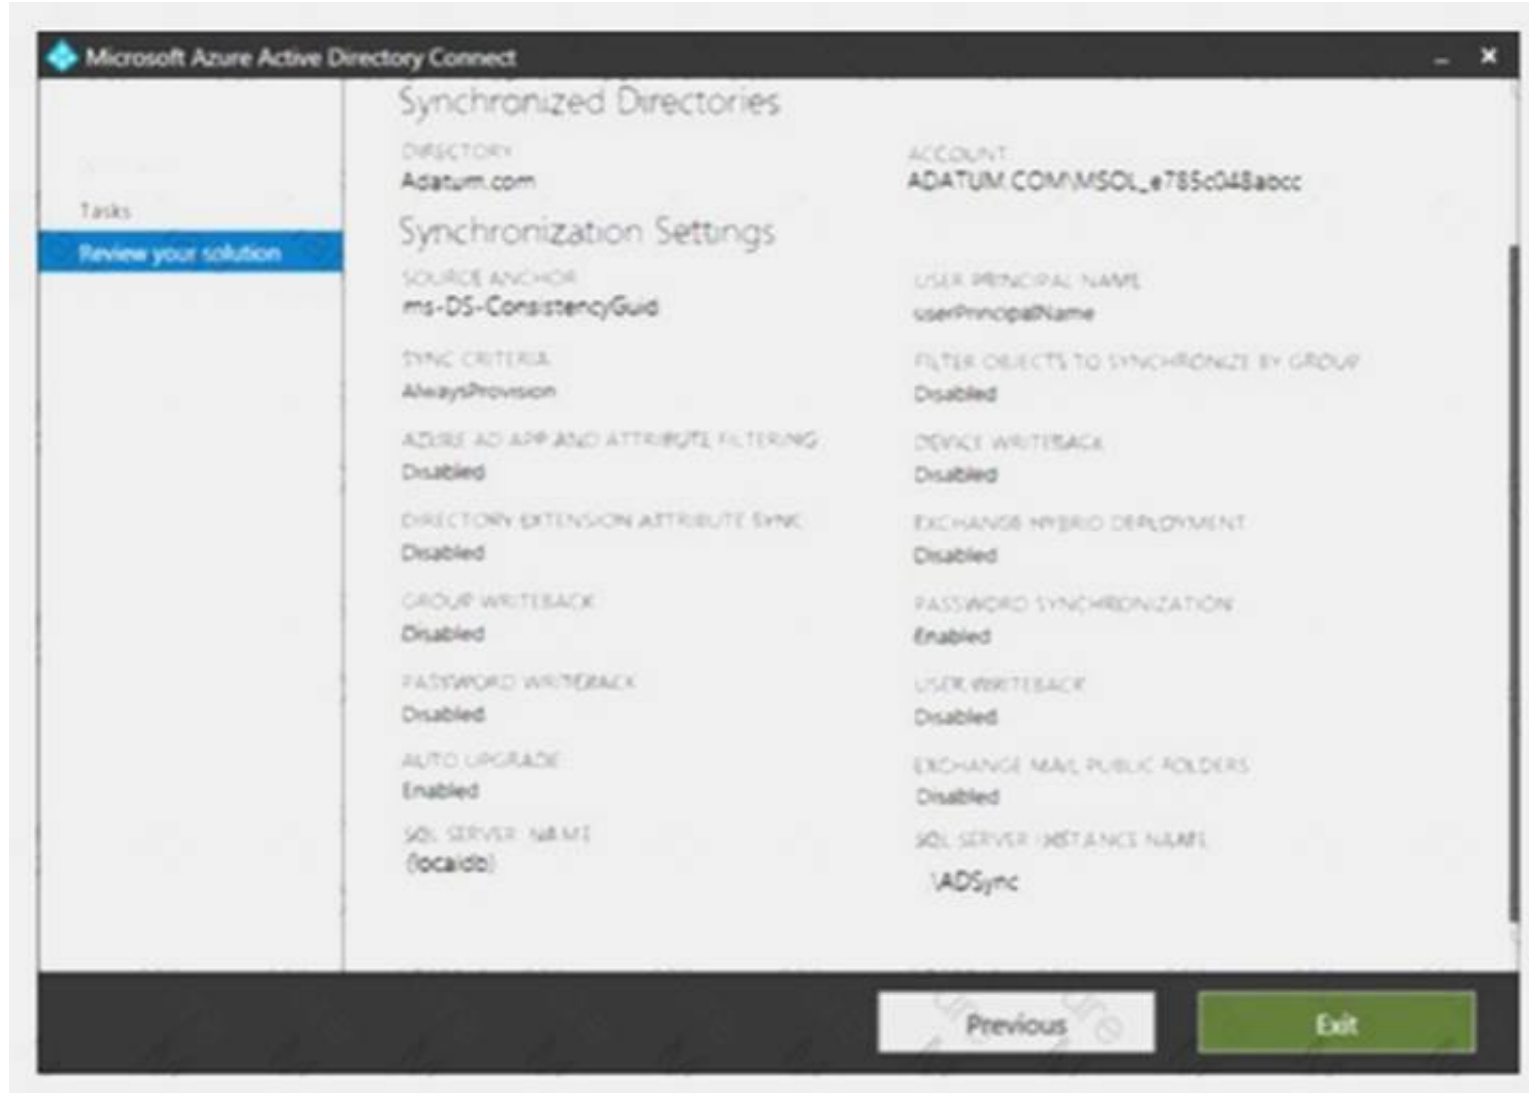 Microsoft Azure Active Directory Connect
Tasks
Review your solution
Synchronized Directories
DIRECTORY
Adatum.com
ACCOUNT
ADATUM.COM\MSOL_e785c048abcc
Synchronization Settings
SOURCE ANCHOR
ms-DS-ConsistencyGuid
USER PRINCIPAL NAME
userPrincipalName
SYNC CRITERIA
AlwaysProvision
FILTER OBJECTS TO SYNCHRONIZE BY GROUP
Disabled
AZURE AD APP AND ATTRIBUTE FILTERING
Disabled
DEVICE WRITEBACK
Disabled
DIRECTORY EXTENSION ATTRIBUTE SYNC
Disabled
EXCHANGE HYBRID DEPLOYMENT
Disabled
GROUP WRITEBACK
Disabled
PASSWORD SYNCHRONIZATION
Enabled
PASSWORD WRITEBACK
Disabled
USER WRITEBACK
Disabled
AUTO UPGRADE
Enabled
EXCHANGE MAIL PUBLIC FOLDERS
Disabled
SQL SERVER NAME
(localdb)
SQL SERVER INSTANCE NAME
.\ADSync
Previous
Exit